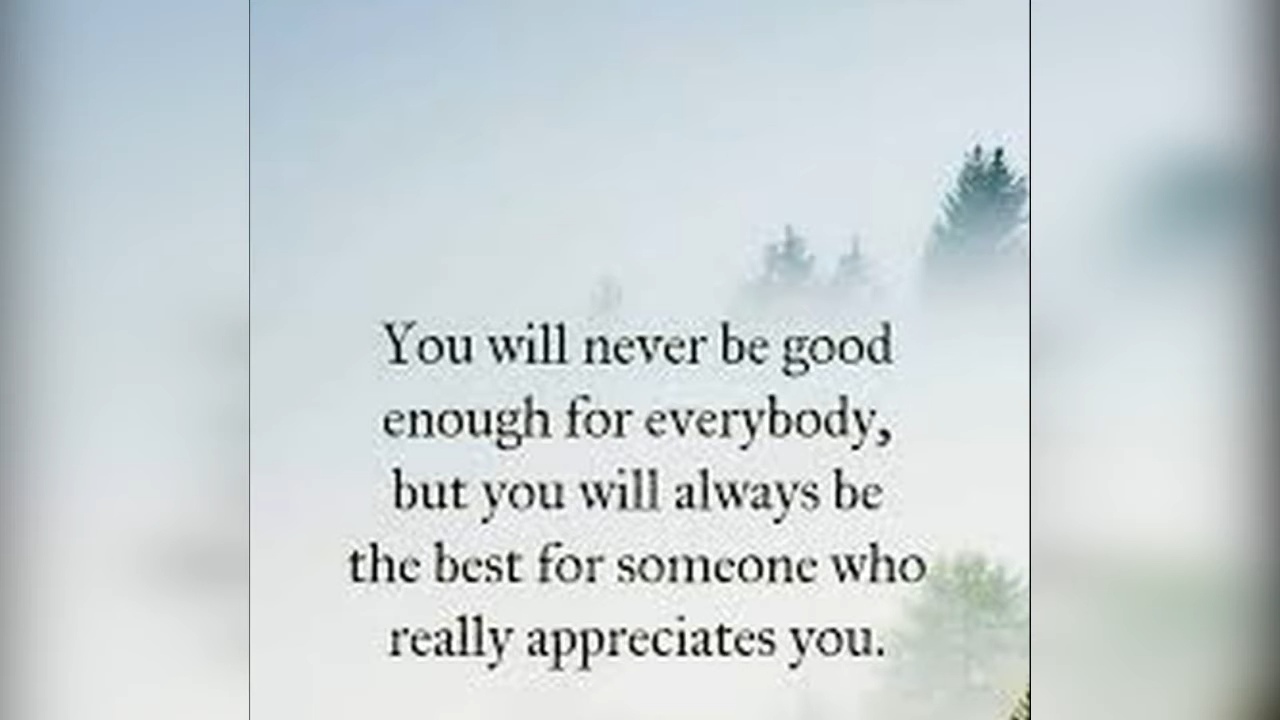 You will never be good
enough for everybody,
but you will always be
the best for someone who
really appreciates you.